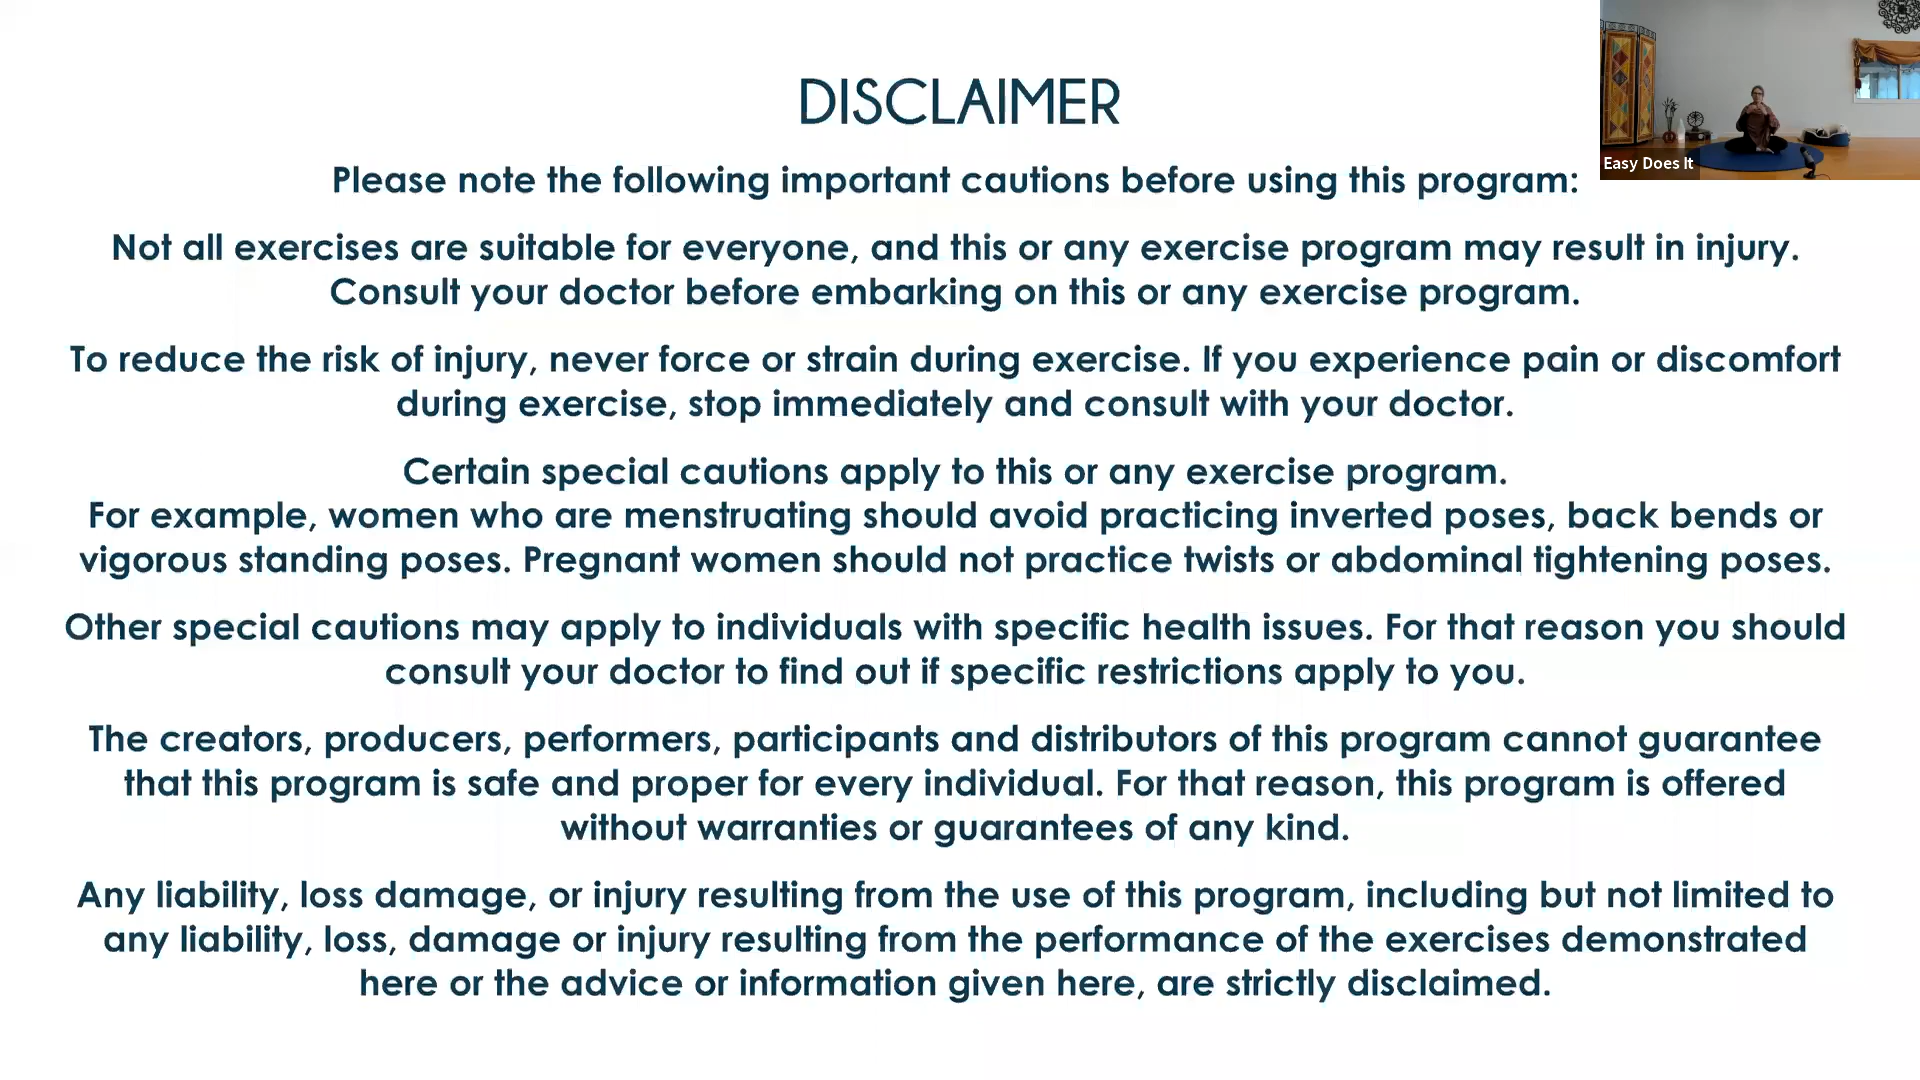 DISCLAIMER
Easy Does It
Please note the following important cautions before using this program:
Not all exercises are suitable for everyone, and this or any exercise program may result in injury.
Consult your doctor before embarking on this or any exercise program.
To reduce the risk of injury, never force or strain during exercise. If you experience pain or discomfort
during exercise, stop immediately and consult with your doctor.
Certain special cautions apply to this or any exercise program.
For example, women who are menstruating should avoid practicing inverted poses, back bends or
vigorous standing poses. Pregnant women should not practice twists or abdominal tightening poses.
Other special cautions may apply to individuals with specific health issues. For that reason you should
consult your doctor to find out if specific restrictions apply to you.
The creators, producers, performers, participants and distributors of this program cannot guarantee
that this program is safe and proper for every individual. For that reason, this program is offered
without warranties or guarantees of any kind.
Any liability, loss damage, or injury resulting from the use of this program, including but not limited to
any liability, loss, damage or injury resulting from the performance of the exercises demonstrated
here or the advice or information given here, are strictly disclaimed.